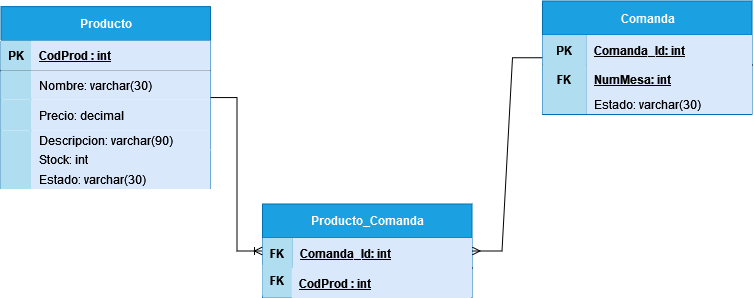 Producto
PK CodProd : int
Nombre: varchar(30)
Precio: decimal
Descripcion: varchar(90)
Stock: int
Estado: varchar(30)
Comanda
PK Comanda_Id: int
FK NumMesa: int
Estado: varchar(30)
Producto_Comanda
FK Comanda_Id: int
FK CodProd : int